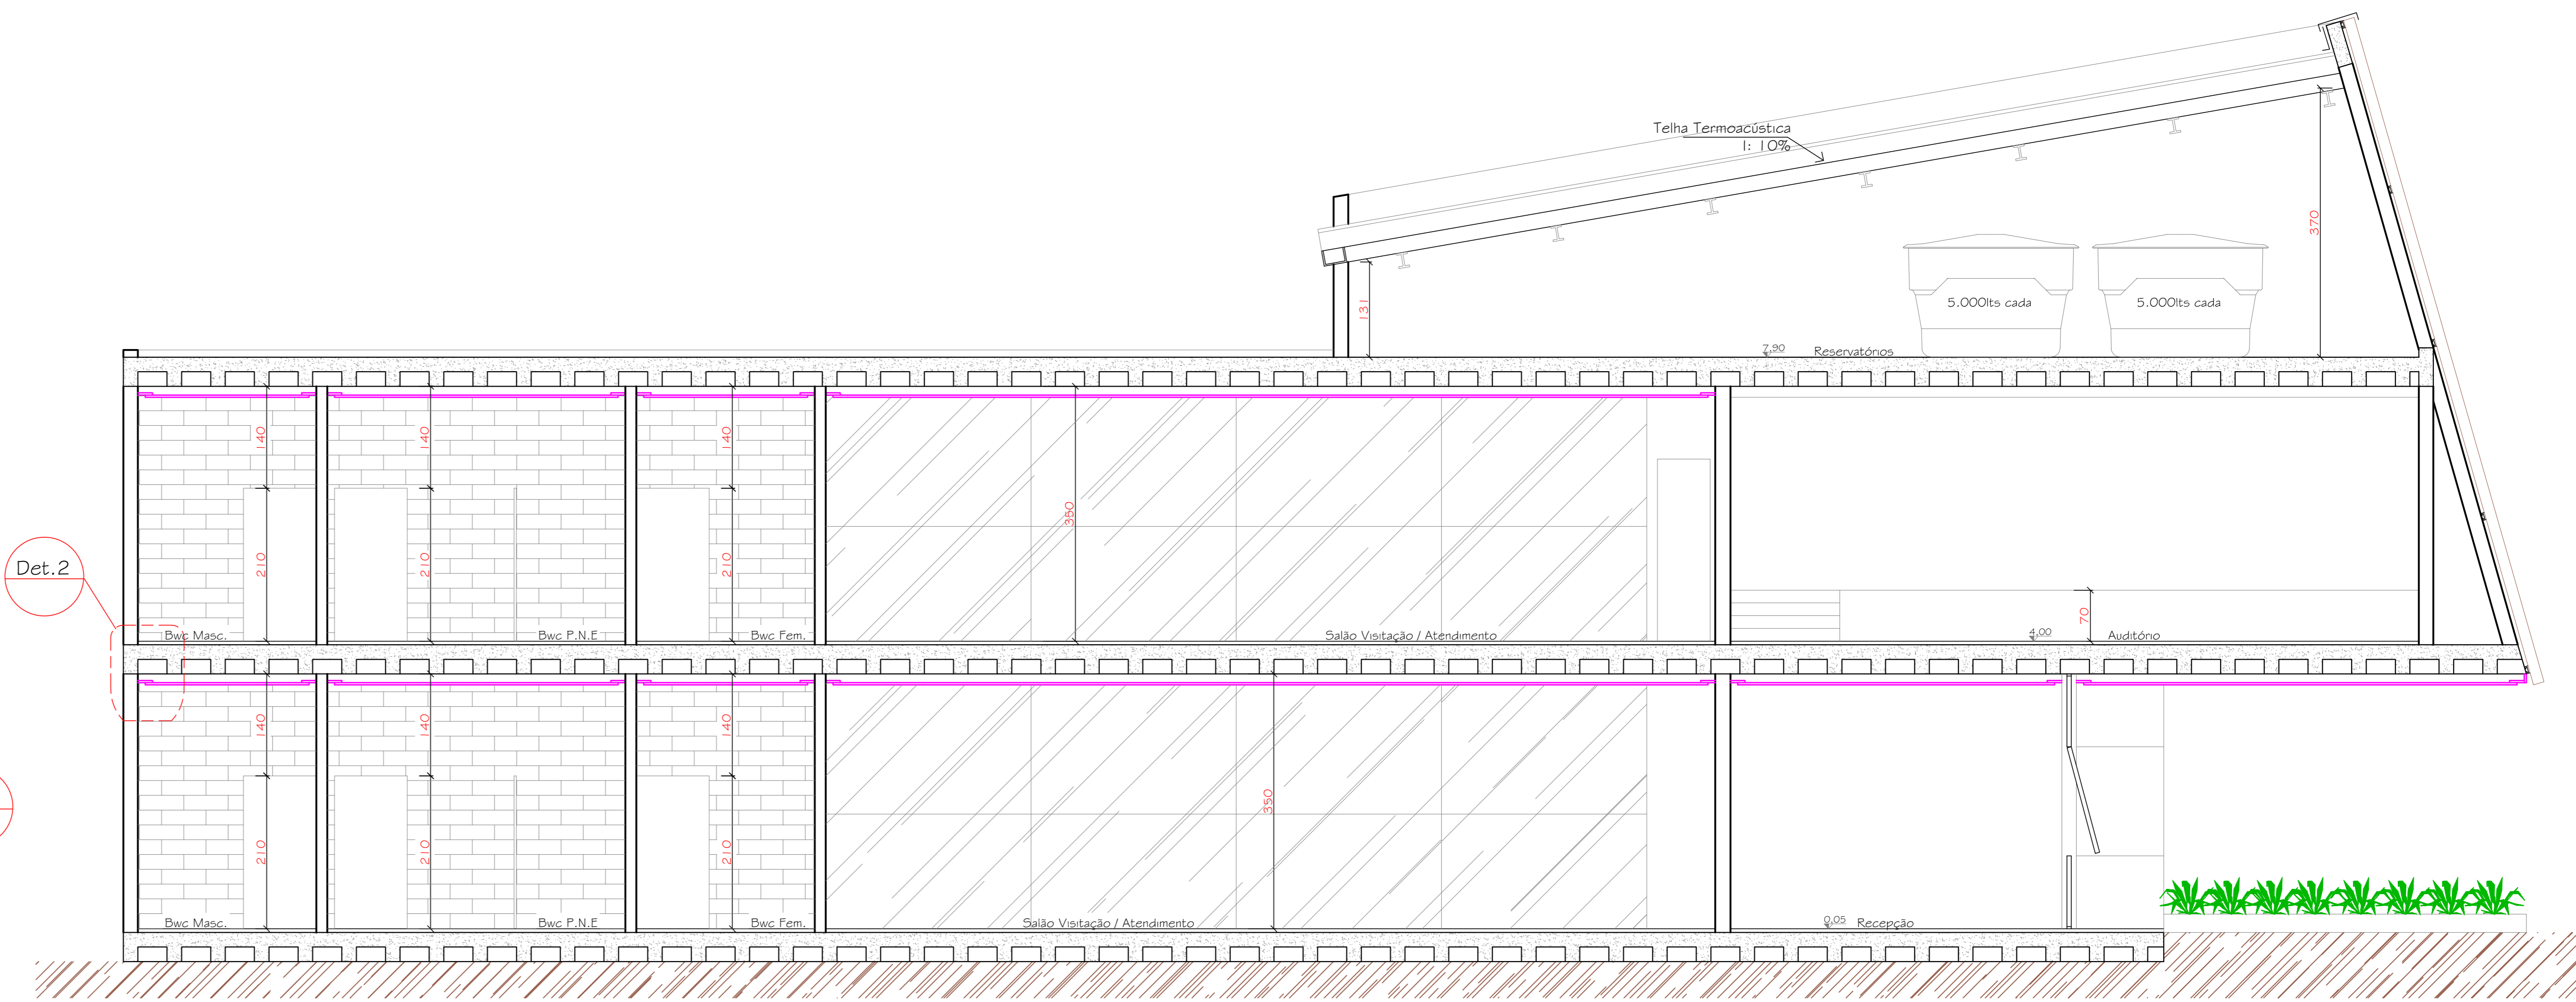 Telha Termoacústica
I: 10%
370
131
5.000lts cada
5.000lts cada
7,90
Reservatórios
140
140
140
350
210
210
210
Det.2
70
Bwc Masc.
Bwc P.N.E
Bwc Fem.
Salão Visitação / Atendimento
4,00
Auditório
140
140
140
350
210
210
210
Bwc Masc.
Bwc P.N.E
Bwc Fem.
Salão Visitação / Atendimento
0,05
Recepção